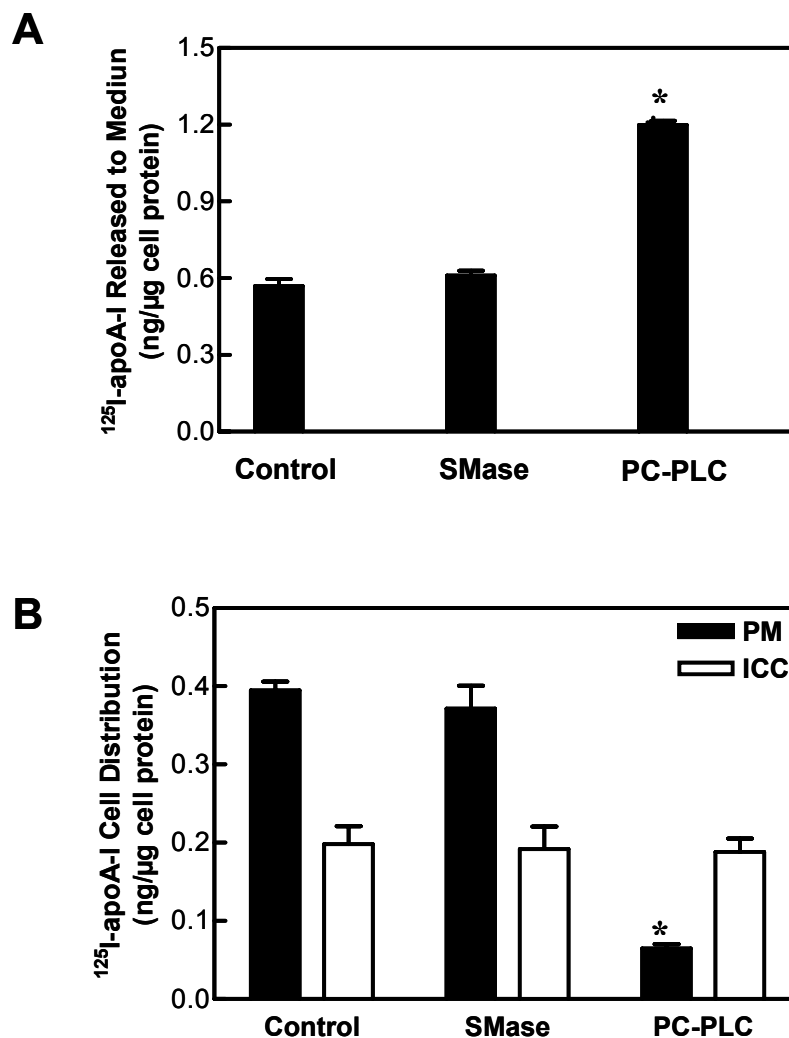 A
¹²⁵I-apoA-I Released to Mediun
(ng/µg cell protein)
1.5
1.2
0.9
0.6
0.3
0.0
*
Control SMase PC-PLC
B
¹²⁵I-apoA-I Cell Distribution
(ng/µg cell protein)
0.5
0.4
0.3
0.2
0.1
0.0
PM
ICC
*
Control SMase PC-PLC